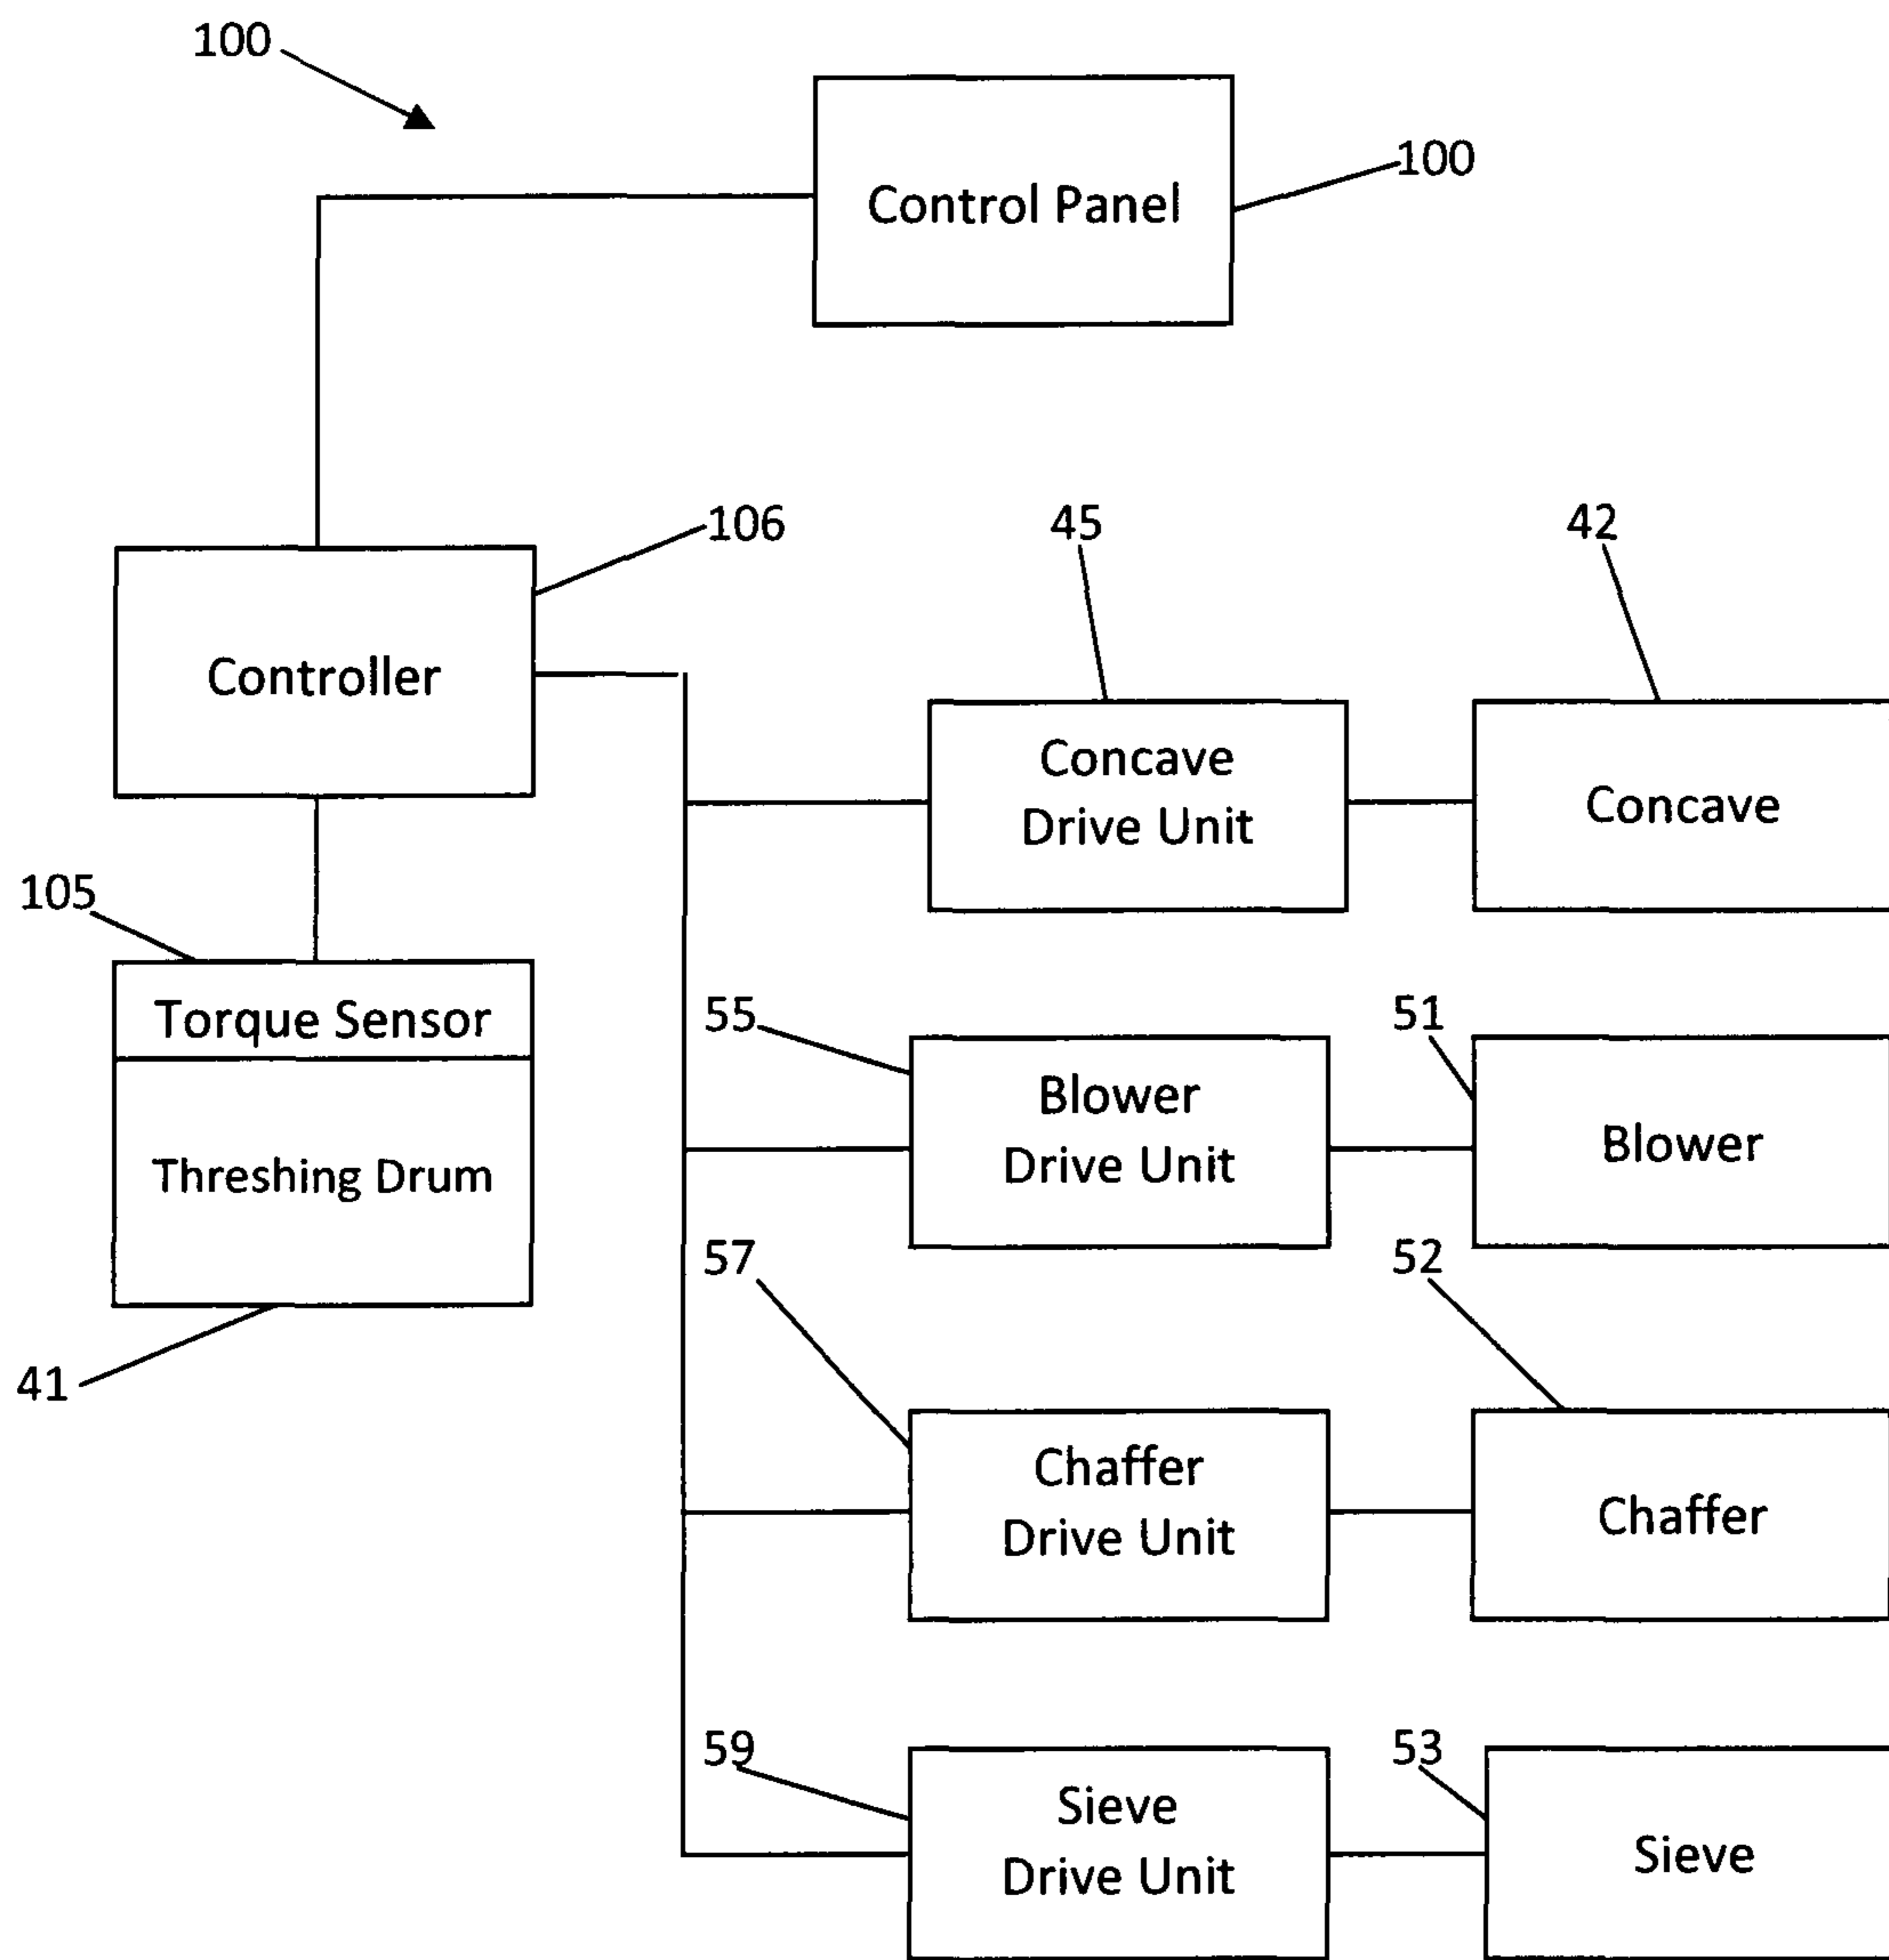 100
100
Control Panel
106
45
42
Controller
Concave
Drive Unit
Concave
105
Torque Sensor
Threshing Drum
41
55
51
Blower
Drive Unit
Blower
57
52
Chaffer
Drive Unit
Chaffer
59
53
Sieve
Drive Unit
Sieve